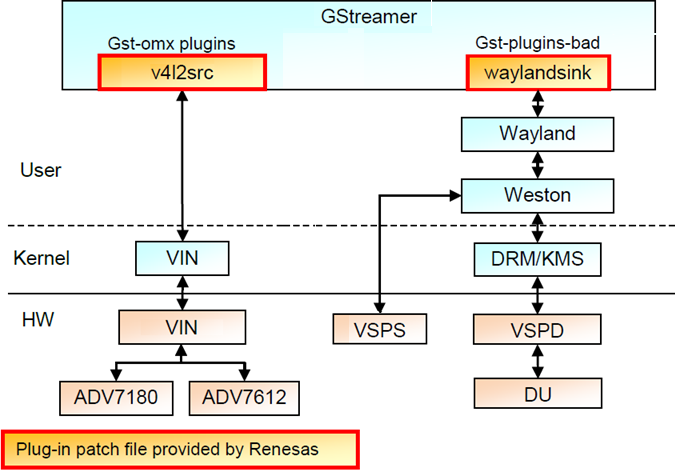 GStreamer
Gst-omx plugins
Gst-plugins-bad
v4l2src
waylandsink
Wayland
User
Weston
Kernel
VIN
DRM/KMS
HW
VIN
VSPS
VSPD
ADV7180
ADV7612
DU
Plug-in patch file provided by Renesas